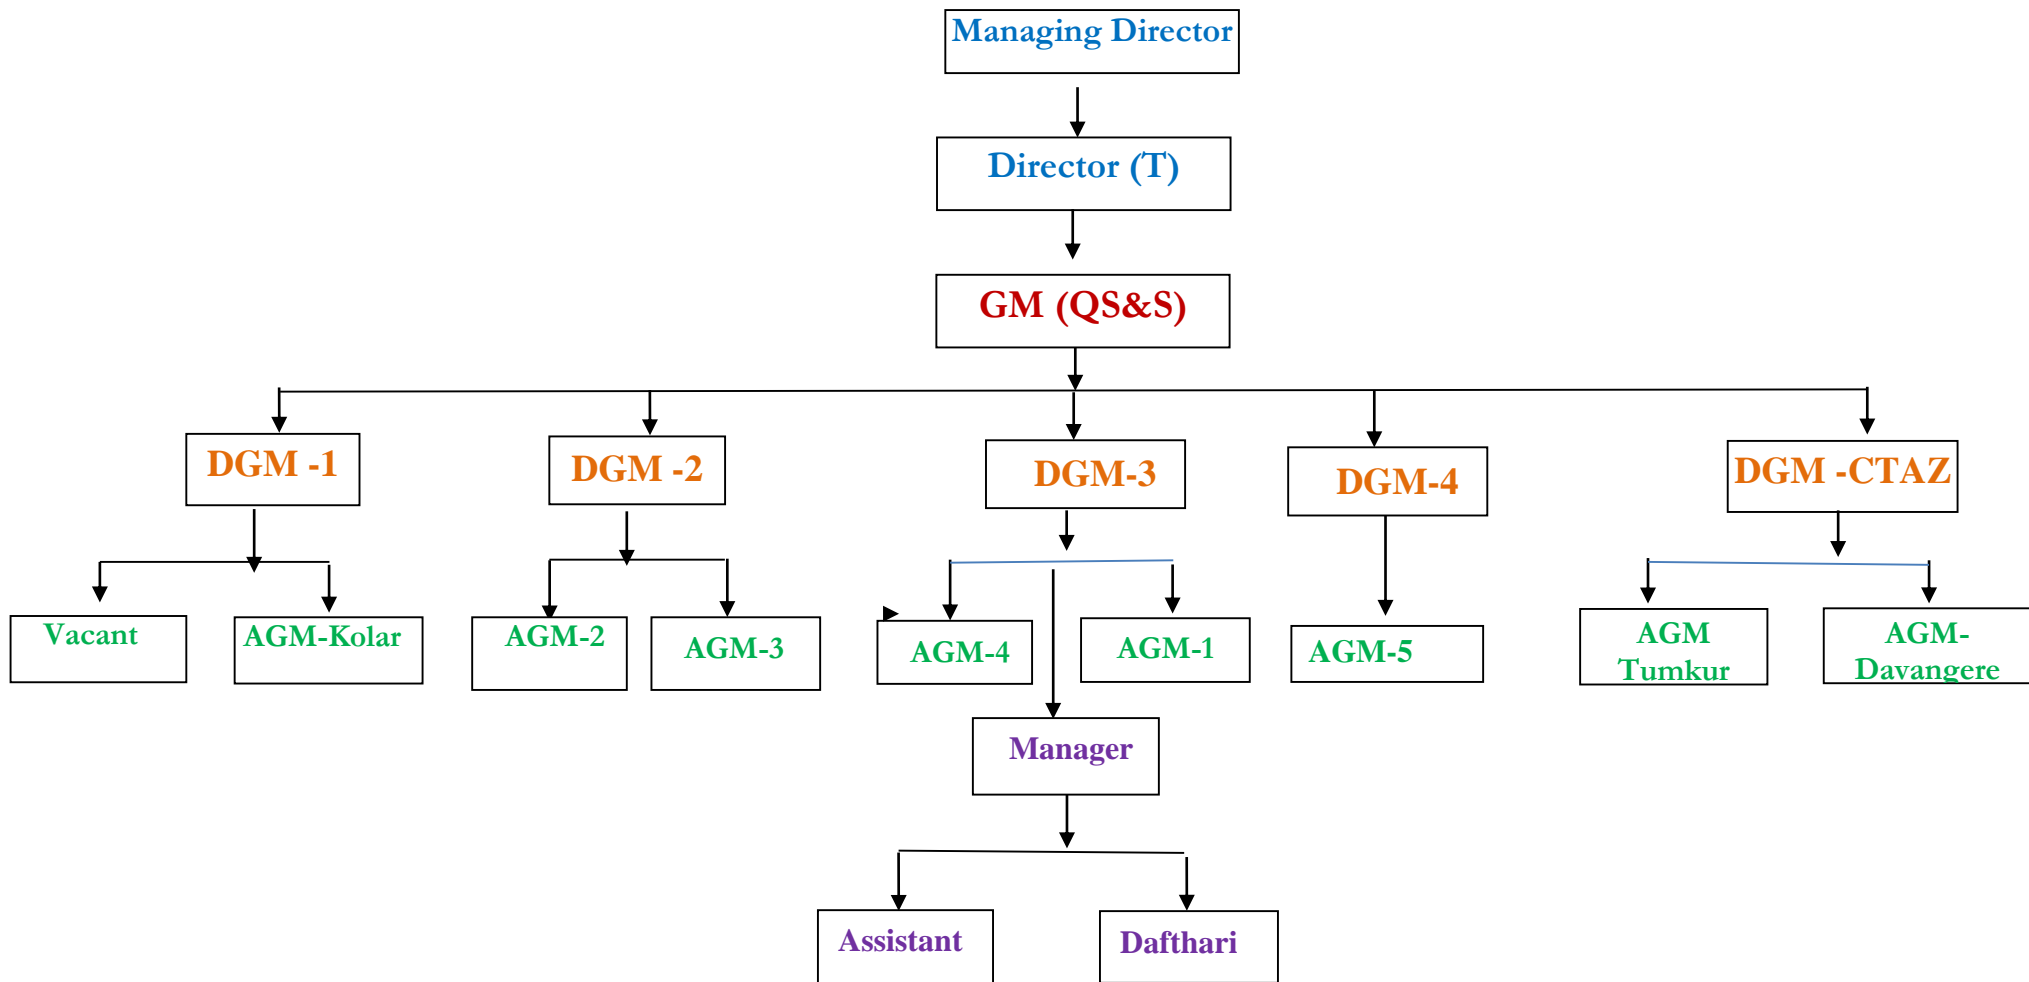 Managing Director
Director (T)
GM (QS&S)
DGM -1
DGM -2
DGM-3
DGM-4
DGM -CTAZ
Vacant
AGM-Kolar
AGM-2
AGM-3
AGM-4
AGM-1
AGM-5
AGM
Tumkur
AGM-
Davangere
Manager
Assistant
Dafthari